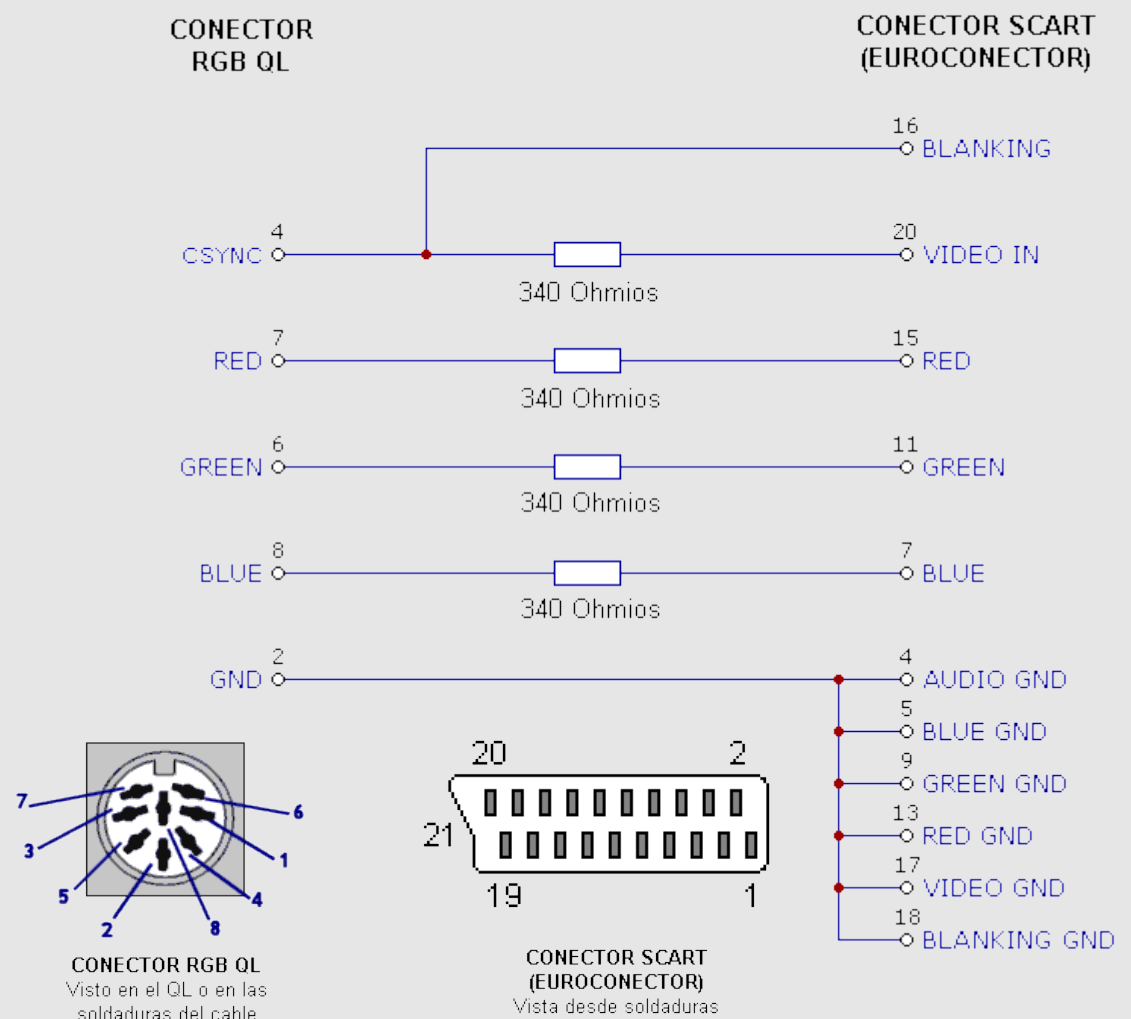 CONECTOR
RGB QL
CONECTOR SCART
(EUROCONECTOR)
16
BLANKING
4
CSYNC
20
VIDEO IN
340 Ohmios
7
RED
15
RED
340 Ohmios
6
GREEN
11
GREEN
340 Ohmios
8
BLUE
7
BLUE
340 Ohmios
2
GND
4
AUDIO GND
5
BLUE GND
9
GREEN GND
13
RED GND
17
VIDEO GND
18
BLANKING GND
7
3
5
2
8
4
1
6
CONECTOR RGB QL
Visto en el QL o en las
soldaduras del cable
20
2
21
19
1
CONECTOR SCART
(EUROCONECTOR)
Vista desde soldaduras